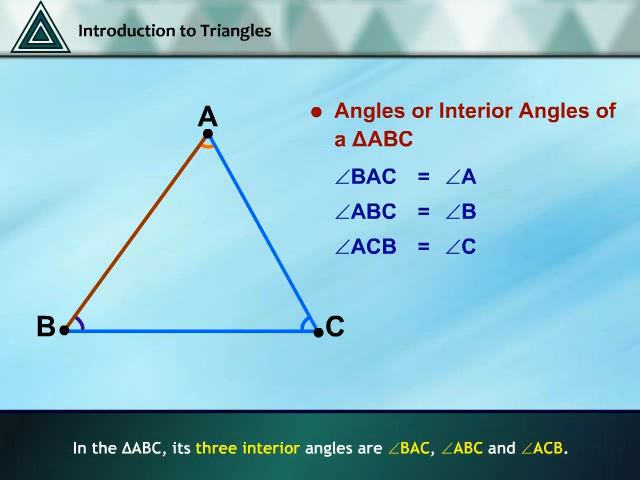 Introduction to Triangles
A
• Angles or Interior Angles of
a ΔABC
∠BAC = ∠A
∠ABC = ∠B
∠ACB = ∠C
B
C
In the ΔABC, its three interior angles are ∠BAC, ∠ABC and ∠ACB.